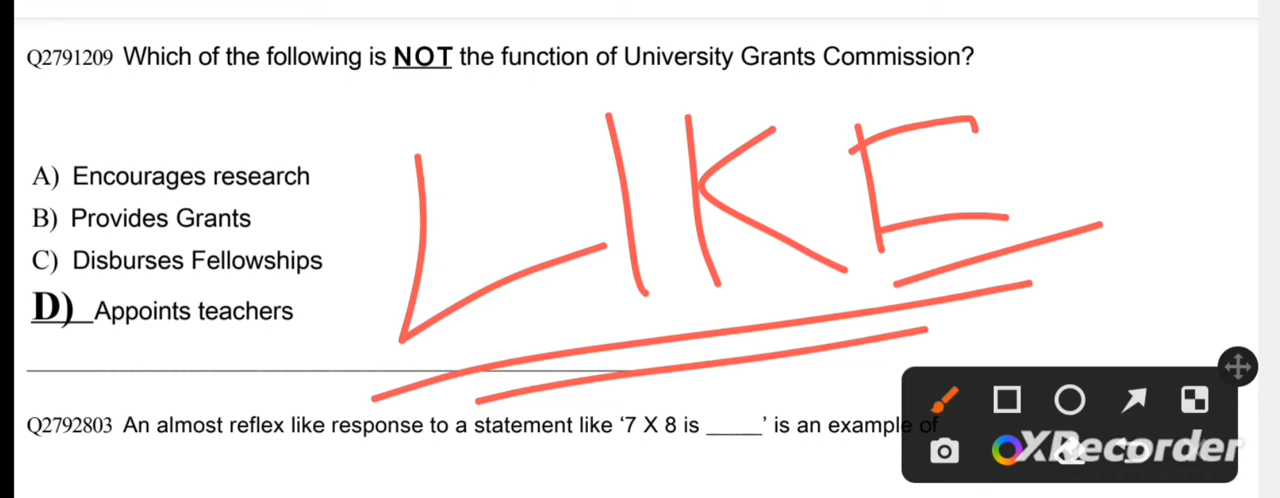 Q2791209 Which of the following is NOT the function of University Grants Commission?
LIKE
A) Encourages research
B) Provides Grants
C) Disburses Fellowships
D) Appoints teachers
Q2792803 An almost reflex like response to a statement like ‘7 X 8 is _____’ is an example of
XRecorder